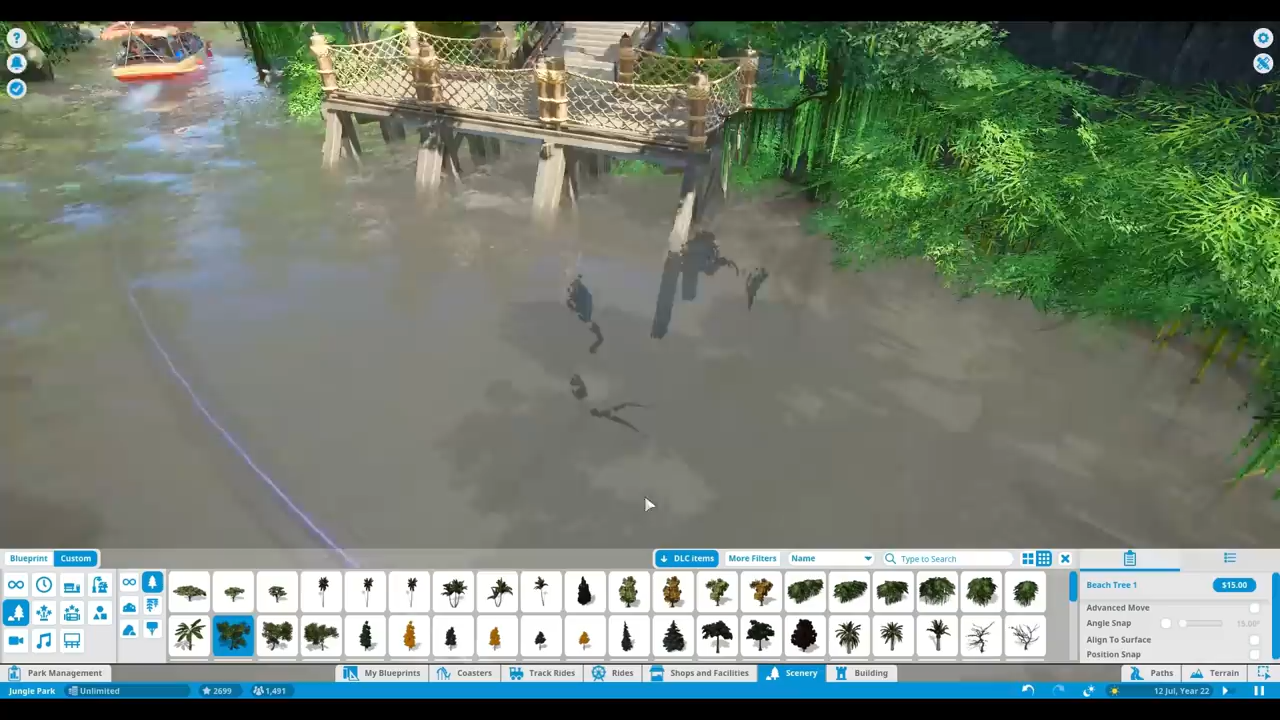 ?
Blueprint
Custom
DLC items
More Filters
Name
Type to Search
Beach Tree 1
$15.00
Advanced Move
Angle Snap
15.00°
Align To Surface
Position Snap
Park Management
My Blueprints
Coasters
Track Rides
Rides
Shops and Facilities
Scenery
Building
Paths
Terrain
Jungle Park
Unlimited
2699
1,491
12 Jul, Year 22